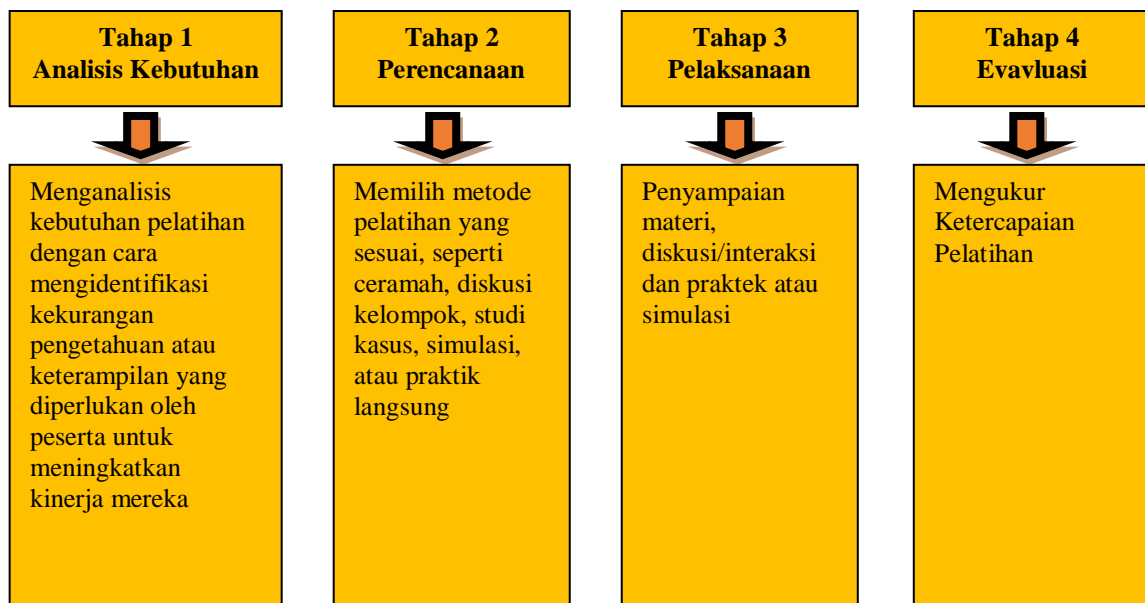 Tahap 1
Analisis Kebutuhan
Menganalisis
kebutuhan pelatihan
dengan cara
mengidentifikasi
kekurangan
pengetahuan atau
keterampilan yang
diperlukan oleh
peserta untuk
meningkatkan
kinerja mereka
Tahap 2
Perencanaan
Memilih metode
pelatihan yang
sesuai, seperti
ceramah, diskusi
kelompok, studi
kasus, simulasi,
atau praktik
langsung
Tahap 3
Pelaksanaan
Penyampaian
materi,
diskusi/interaksi
dan praktek atau
simulasi
Tahap 4
Evavluasi
Mengukur
Ketercapaian
Pelatihan